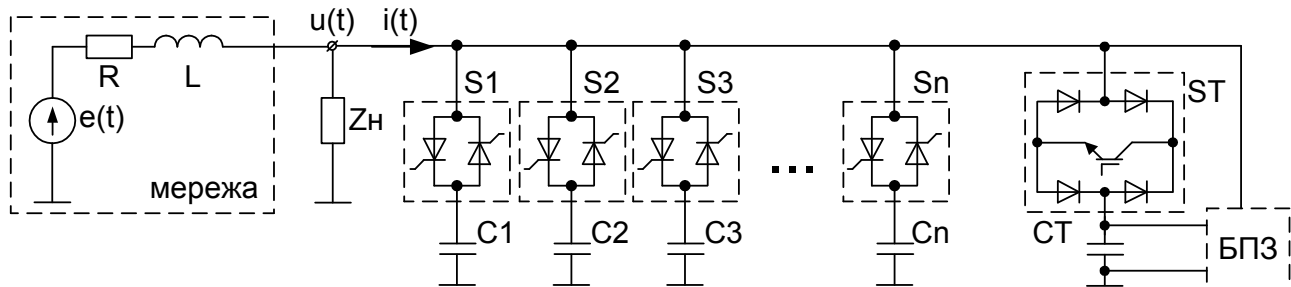 u(t) i(t)
R L S1 S2 S3 Sn ST
e(t) Zн
мережа
...
C1 C2 C3 Cn CT БПЗ